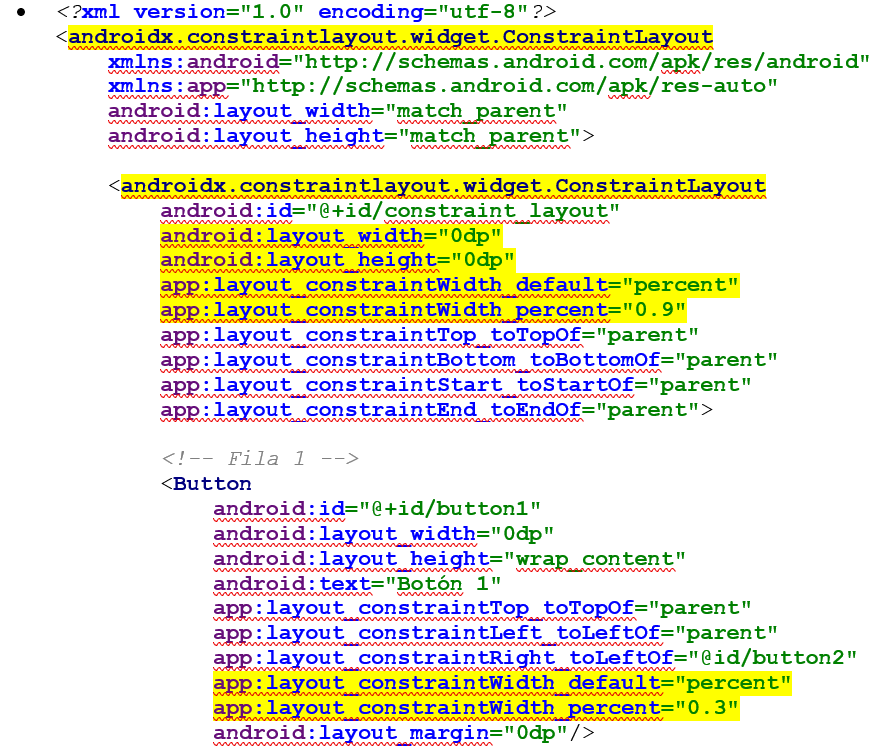 • <?xml version="1.0" encoding="utf-8"?>
<androidx.constraintlayout.widget.ConstraintLayout
xmlns:android="http://schemas.android.com/apk/res/android"
xmlns:app="http://schemas.android.com/apk/res-auto"
android:layout_width="match_parent"
android:layout_height="match_parent">
<androidx.constraintlayout.widget.ConstraintLayout
android:id="@+id/constraint_layout"
android:layout_width="0dp"
android:layout_height="0dp"
app:layout_constraintWidth_default="percent"
app:layout_constraintWidth_percent="0.9"
app:layout_constraintTop_toTopOf="parent"
app:layout_constraintBottom_toBottomOf="parent"
app:layout_constraintStart_toStartOf="parent"
app:layout_constraintEnd_toEndOf="parent">
<!-- Fila 1 -->
<Button
android:id="@+id/button1"
android:layout_width="0dp"
android:layout_height="wrap_content"
android:text="Botón 1"
app:layout_constraintTop_toTopOf="parent"
app:layout_constraintLeft_toLeftOf="parent"
app:layout_constraintRight_toLeftOf="@id/button2"
app:layout_constraintWidth_default="percent"
app:layout_constraintWidth_percent="0.3"
android:layout_margin="0dp"/>